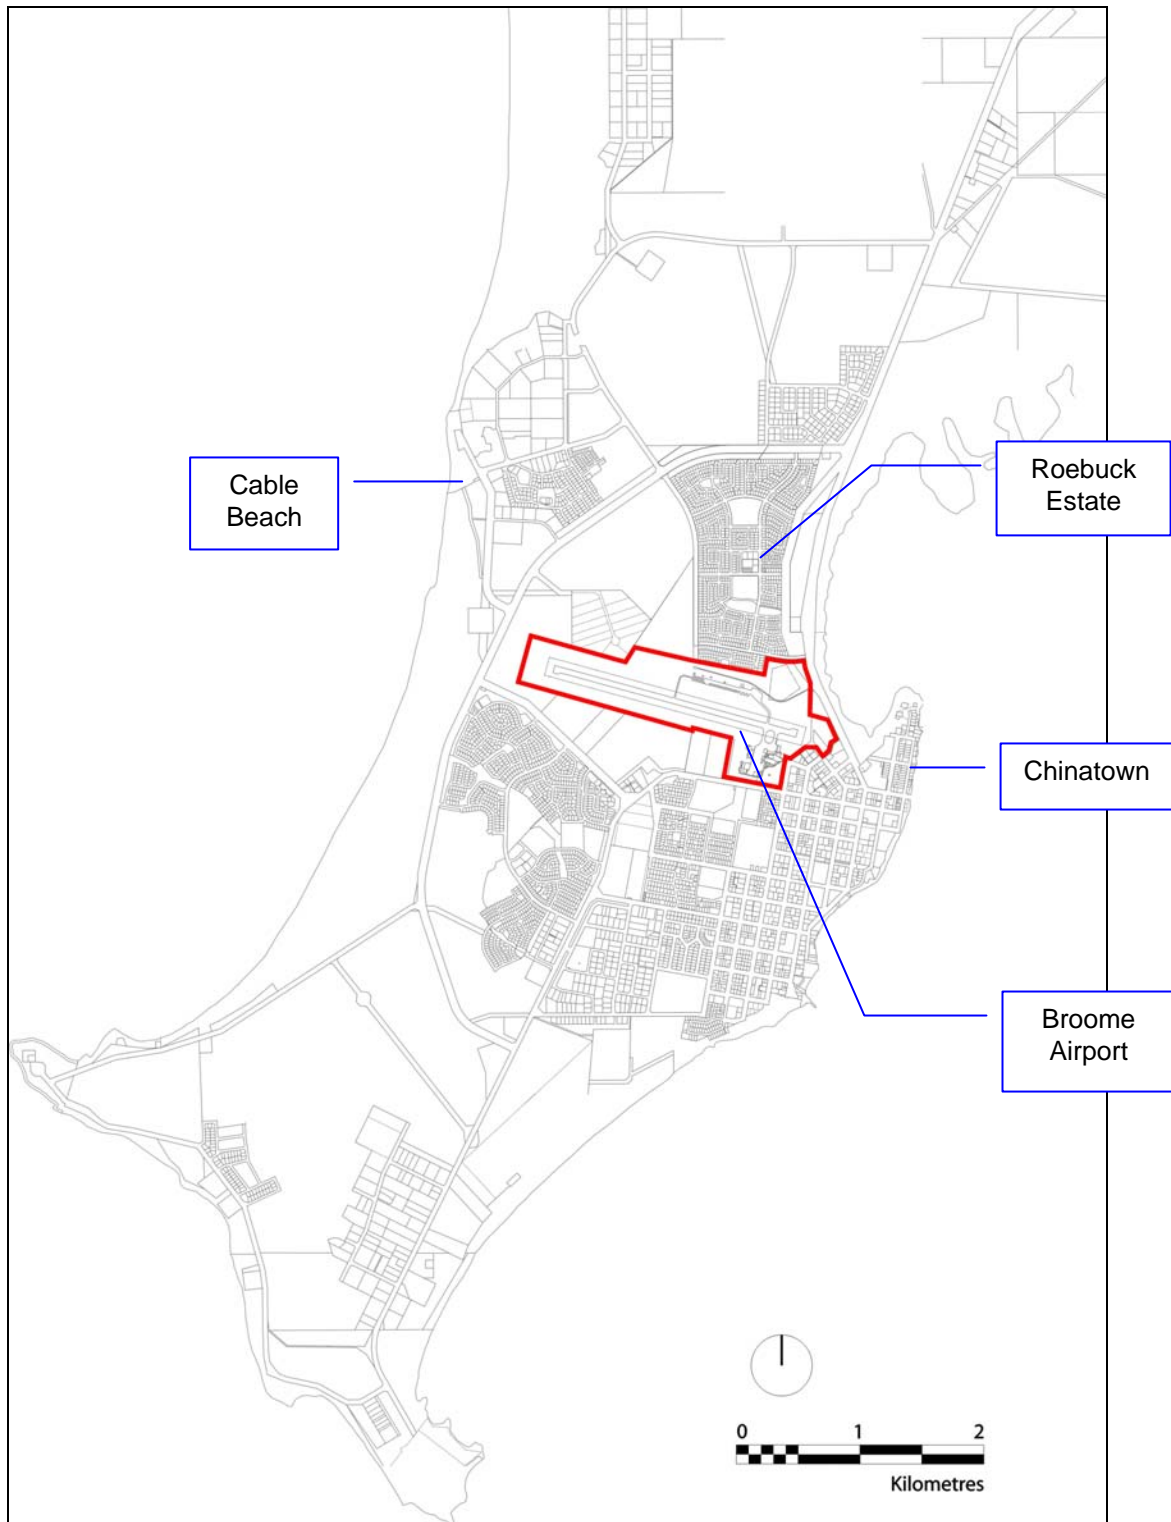 Cable
Beach
Roebuck
Estate
Chinatown
Broome
Airport
0 1 2
Kilometres